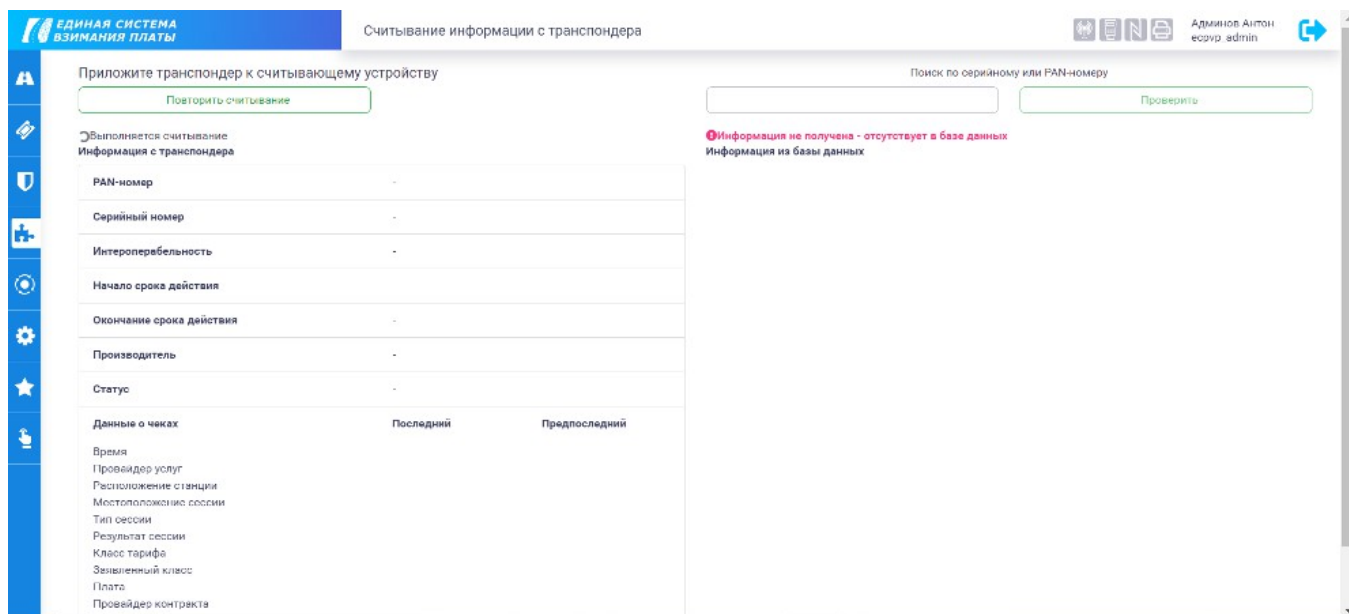 ЕДИНАЯ СИСТЕМА
ВЗИМАНИЯ ПЛАТЫ
Считывание информации с транспондера
Админов Антон
ecpvp_admin
Приложите транспондер к считывающему устройству
Повторить считывание
Поиск по серийному или PAN-номеру
Проверить
Выполняется считывание
Информация с транспондера
Информация не получена - отсутствует в базе данных
Информация из базы данных
PAN-номер -
Серийный номер -
Интероперабельность -
Начало срока действия
Окончание срока действия -
Производитель -
Статус -
Данные о чеках Последний Предпоследний
Время
Провайдер услуг
Расположение станции
Местоположение сессии
Тип сессии
Результат сессии
Класс тарифа
Заявленный класс
Плата
Провайдер контракта